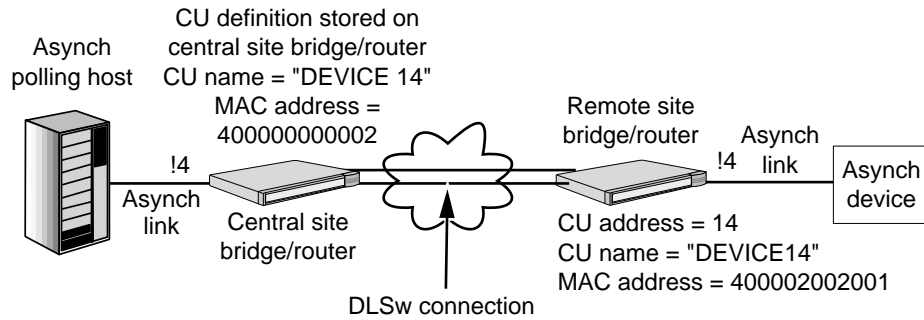 Asynch
polling host
CU definition stored on
central site bridge/router
CU name = "DEVICE 14"
MAC address =
400000000002
!4
Asynch
link
Central site
bridge/router
DLSw connection
Remote site
bridge/router
!4
Asynch
link
Asynch
device
CU address = 14
CU name = "DEVICE14"
MAC address = 400002002001